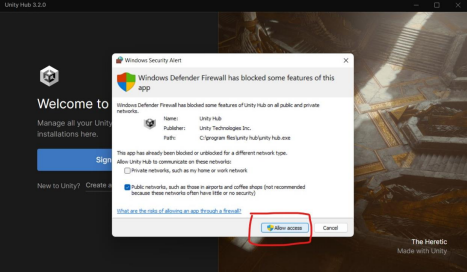 Unity Hub 3.2.0
Windows Security Alert
Windows Defender Firewall has blocked some features of this
app
Windows Defender Firewall has blocked some features of Unity Hub on all public and private
networks.
Name: Unity Hub
Publisher: Unity Technologies Inc.
Path: C:\program files\unity hub\unity hub.exe
This app has already been blocked or unblocked for a different network type.
Allow Unity Hub to communicate on these networks:
Private networks, such as my home or work network
Public networks, such as those in airports and coffee shops (not recommended
because these networks often have little or no security)
What are the risks of allowing an app through a firewall?
Allow access
Cancel
Welcome to
Manage all your Unity
installations here.
Sign
New to Unity? Create a
The Heretic
Made with Unity